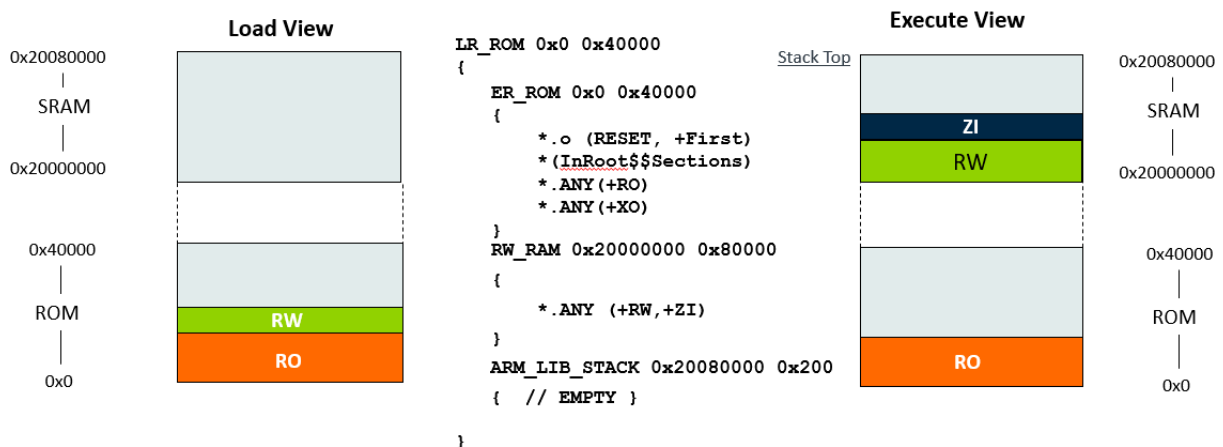 Load View
0x20080000
SRAM
0x20000000
0x40000
ROM
0x0
RW
RO
LR_ROM 0x0 0x40000
{
ER_ROM 0x0 0x40000
{
*.o (RESET, +First)
*(InRoot$$Sections)
*.ANY(+RO)
*.ANY(+XO)
}
RW_RAM 0x20000000 0x80000
{
*.ANY (+RW,+ZI)
}
ARM_LIB_STACK 0x20080000 0x200
{ // EMPTY }
}
Execute View
Stack Top
ZI
RW
RO
0x20080000
SRAM
0x20000000
0x40000
ROM
0x0